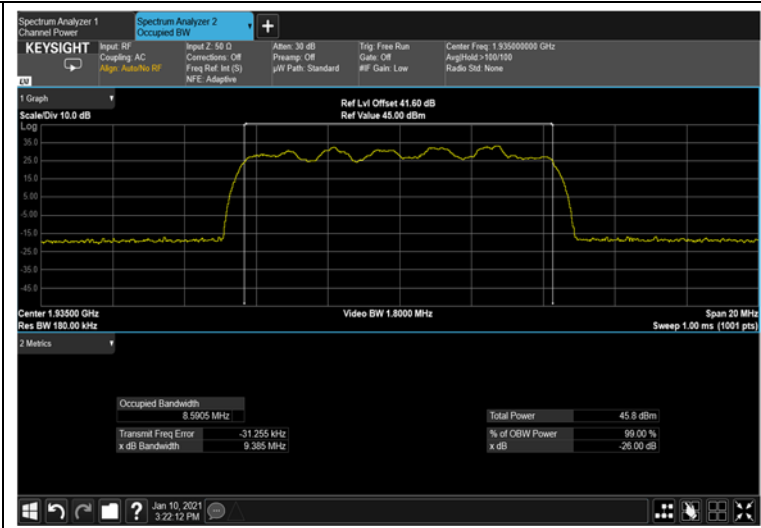 Spectrum Analyzer 1
Channel Power
Spectrum Analyzer 2
Occupied BW
+
KEYSIGHT
Input: RF
Coupling: AC
Align: Auto/No RF
Input Z: 50 Ω
Corrections: Off
Freq Ref: Int (S)
NFE: Adaptive
Atten: 30 dB
Preamp: Off
µW Path: Standard
Trig: Free Run
Gate: Off
#IF Gain: Low
Center Freq: 1.935000000 GHz
Avg|Hold:>100/100
Radio Std: None
1 Graph
Scale/Div 10.0 dB
Ref Lvl Offset 41.60 dB
Ref Value 45.00 dBm
Log
35.0
25.0
15.0
5.00
-5.00
-15.0
-25.0
-35.0
-45.0
Center 1.93500 GHz
Res BW 180.00 kHz
Video BW 1.8000 MHz
Span 20 MHz
Sweep 1.00 ms (1001 pts)
2 Metrics
Occupied Bandwidth
8.5905 MHz
Transmit Freq Error -31.255 kHz
x dB Bandwidth 9.385 MHz
Total Power 45.8 dBm
% of OBW Power 99.00 %
x dB -26.00 dB
?
Jan 10, 2021
3:22:12 PM